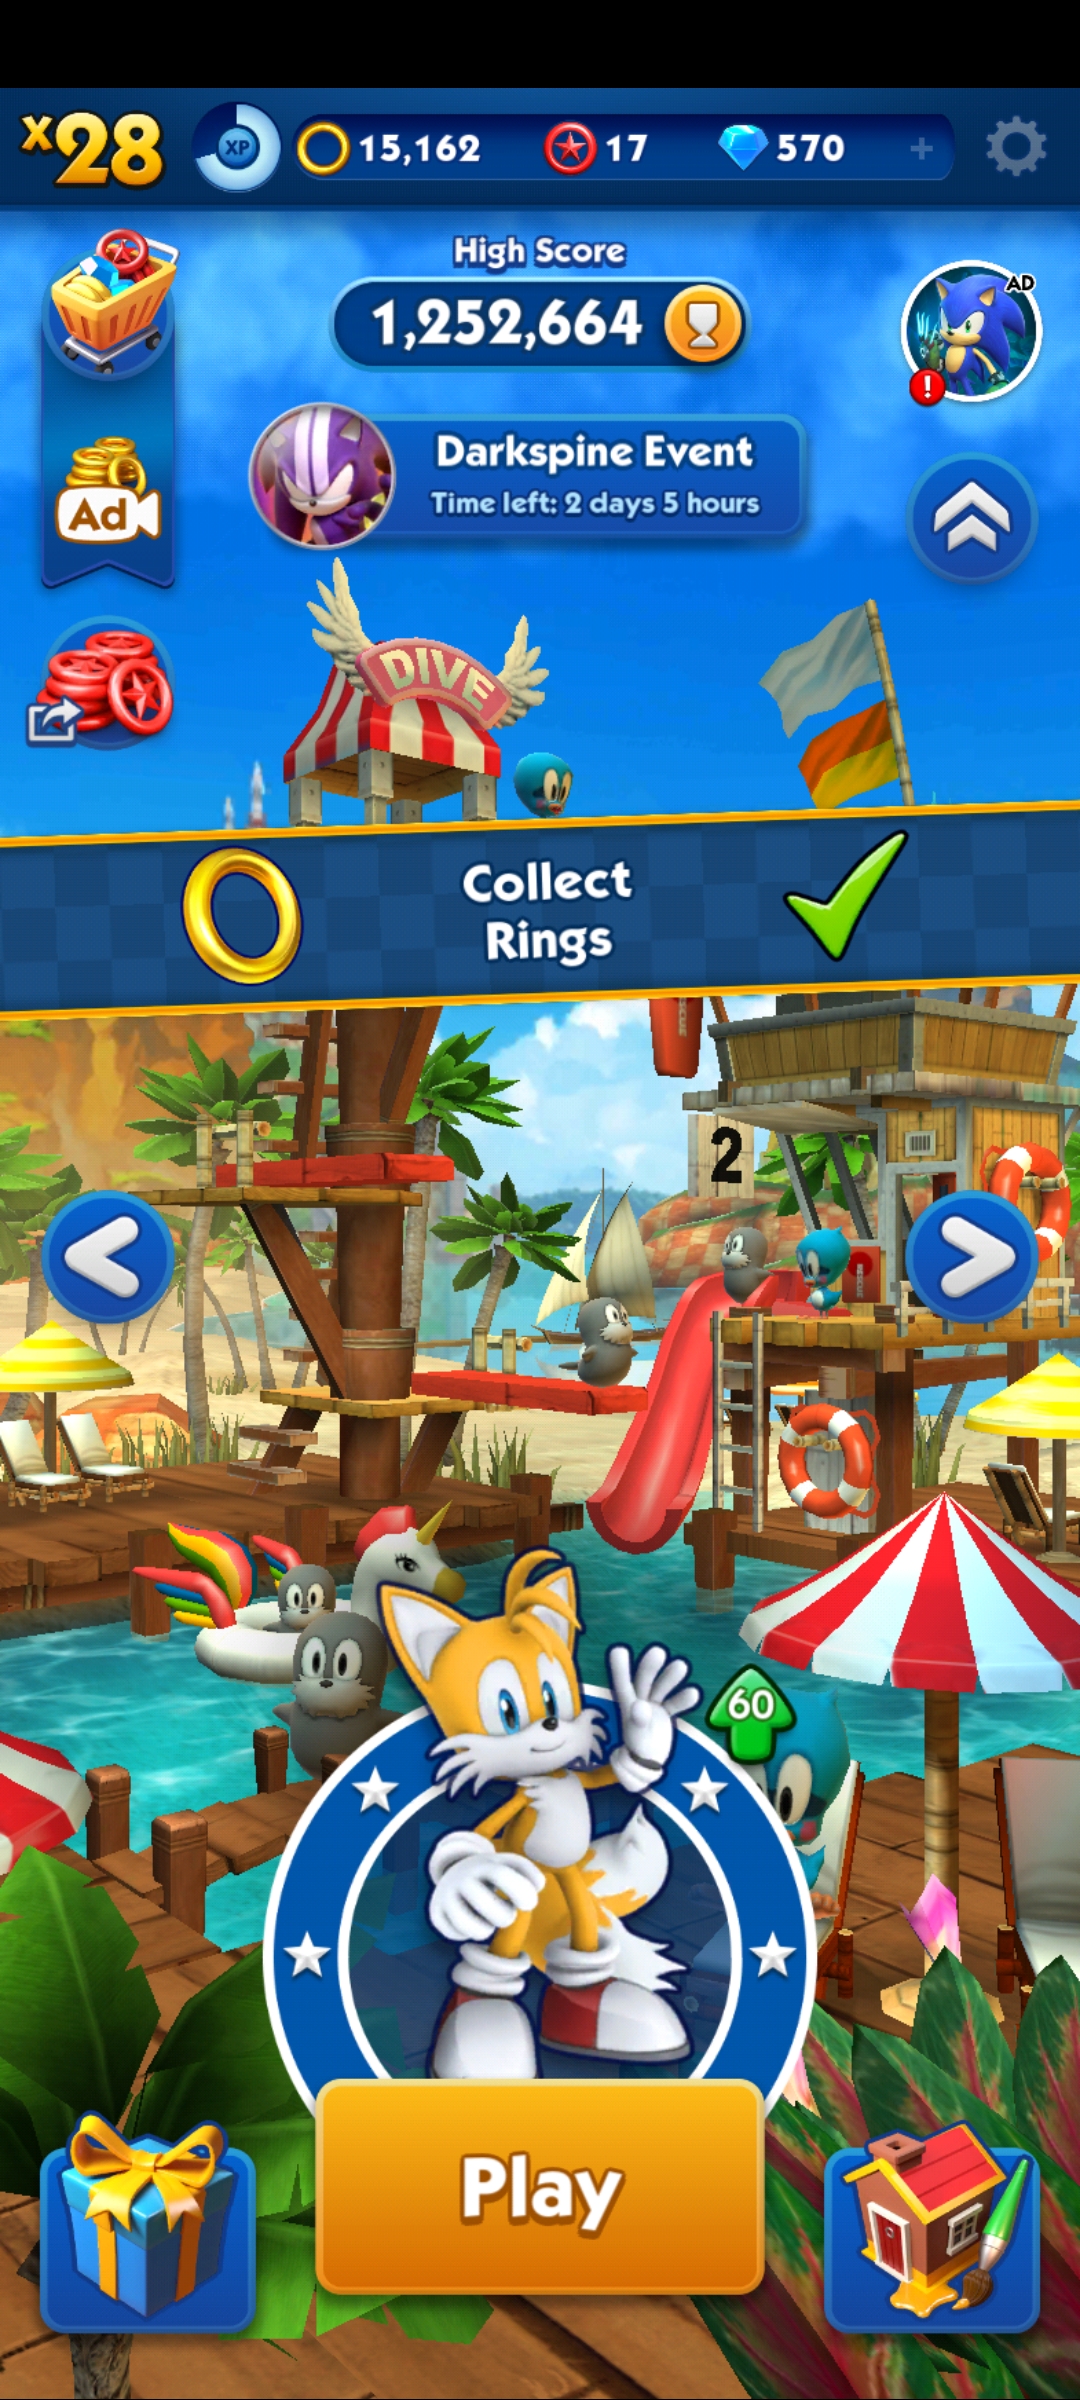 x28
XP
15,162
17
570
+
High Score
1,252,664
AD
!
Darkspine Event
Time left: 2 days 5 hours
Ad
DIVE
Collect
Rings
2
60
Play